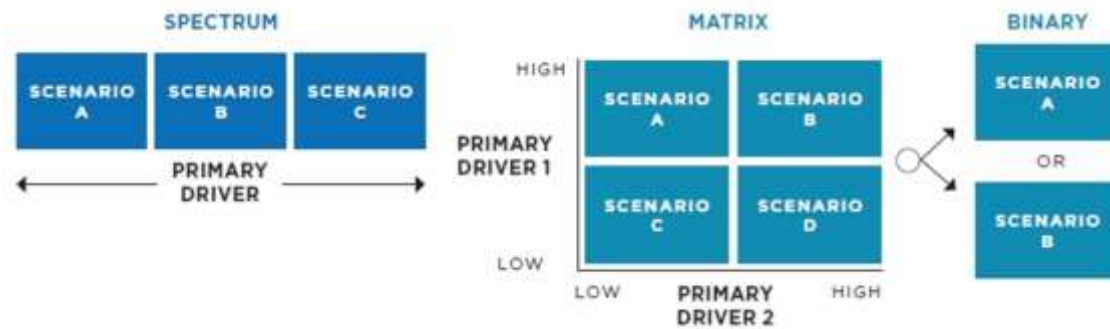 SPECTRUM
SCENARIO
A
SCENARIO
B
SCENARIO
C
PRIMARY
DRIVER
MATRIX
HIGH
PRIMARY
DRIVER 1
LOW
SCENARIO
A
SCENARIO
B
SCENARIO
C
SCENARIO
D
LOW
PRIMARY
DRIVER 2
HIGH
BINARY
SCENARIO
A
OR
SCENARIO
B